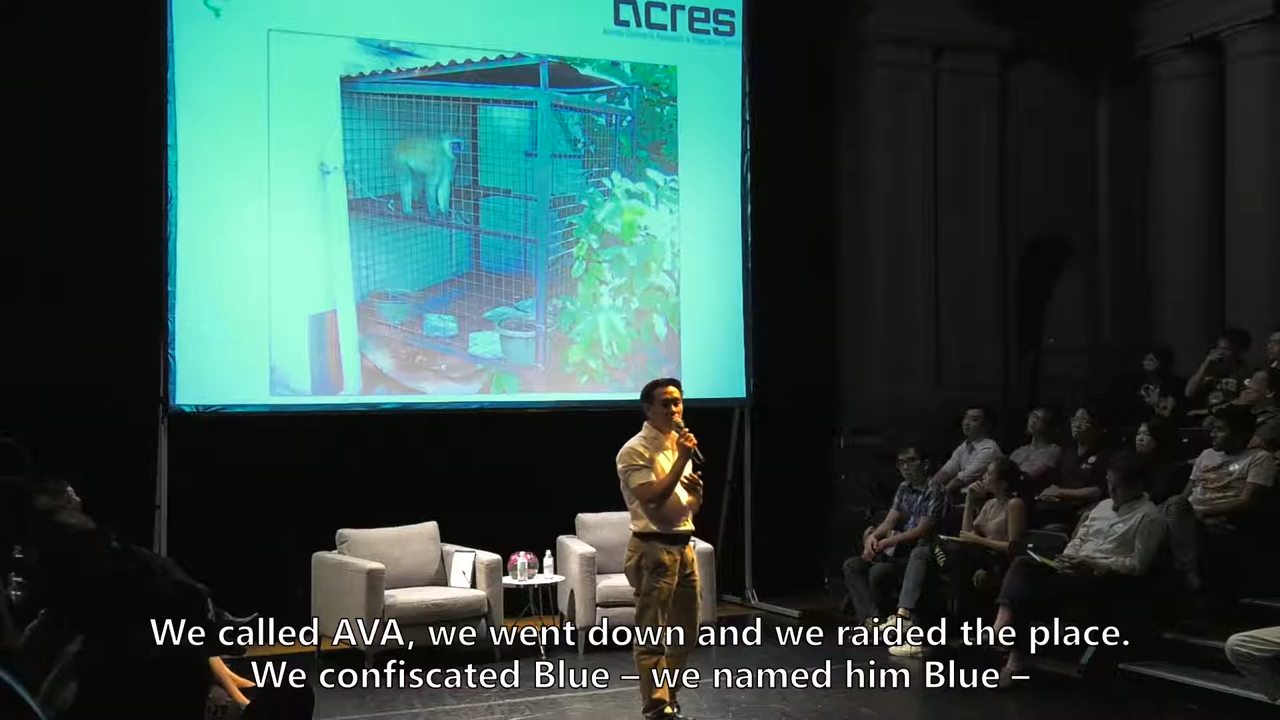 acres
We called AVA, we went down and we raided the place.
We confiscated Blue – we named him Blue –